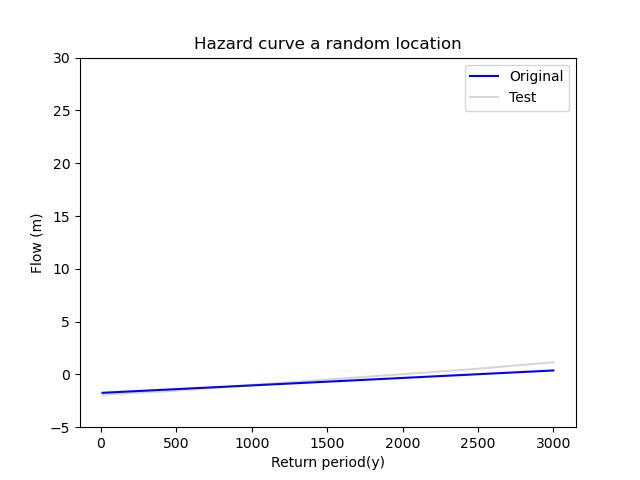 Hazard curve a random location
Original
Test
Flow (m)
30
25
20
15
10
5
0
−5
0 500 1000 1500 2000 2500 3000
Return period(y)